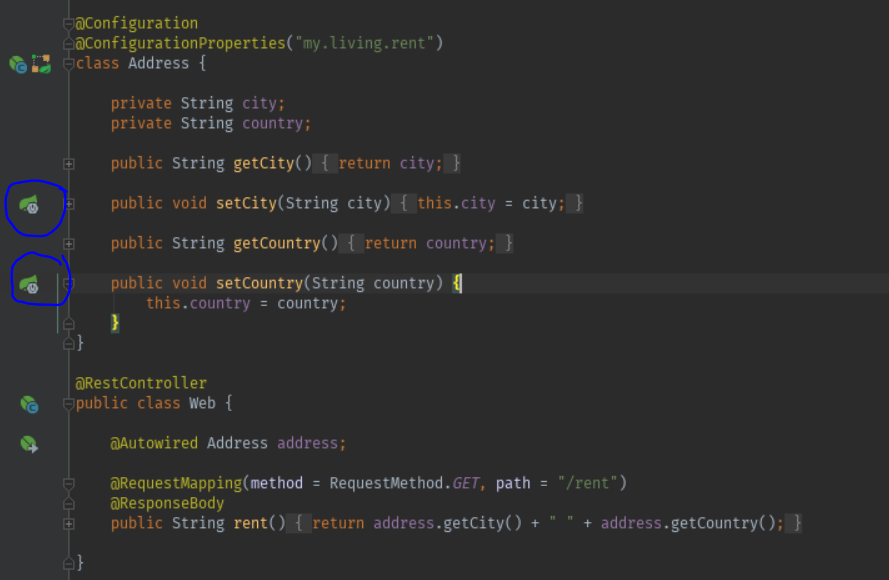 @Configuration
@ConfigurationProperties("my.living.rent")
class Address {
private String city;
private String country;
public String getCity() { return city; }
public void setCity(String city) { this.city = city; }
public String getCountry() { return country; }
public void setCountry(String country) {
this.country = country;
}
}
@RestController
public class Web {
@Autowired Address address;
@RequestMapping(method = RequestMethod.GET, path = "/rent")
@ResponseBody
public String rent() { return address.getCity() + " " + address.getCountry(); }
}